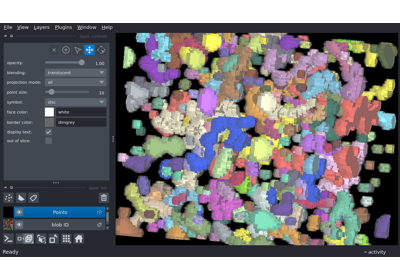 File View Layers Plugins Window Help
opacity: 1.00
blending: translucent
projection mode: all
point size: 10
symbol: disc
face color: white
border color: dimgrey
display text:
out of slice:
Points
blob ID
Ready
activity